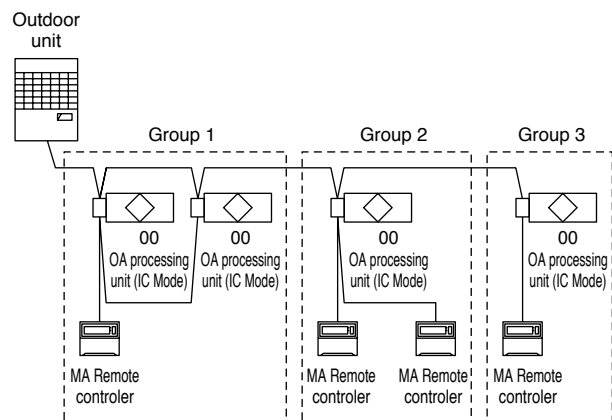 Outdoor
unit
Group 1
Group 2
Group 3
00
OA processing
unit (IC Mode)
00
OA processing
unit (IC Mode)
00
OA processing
unit (IC Mode)
00
OA processing
unit (IC Mode)
MA Remote
controler
MA Remote
controler
MA Remote
controler
MA Remote
controler